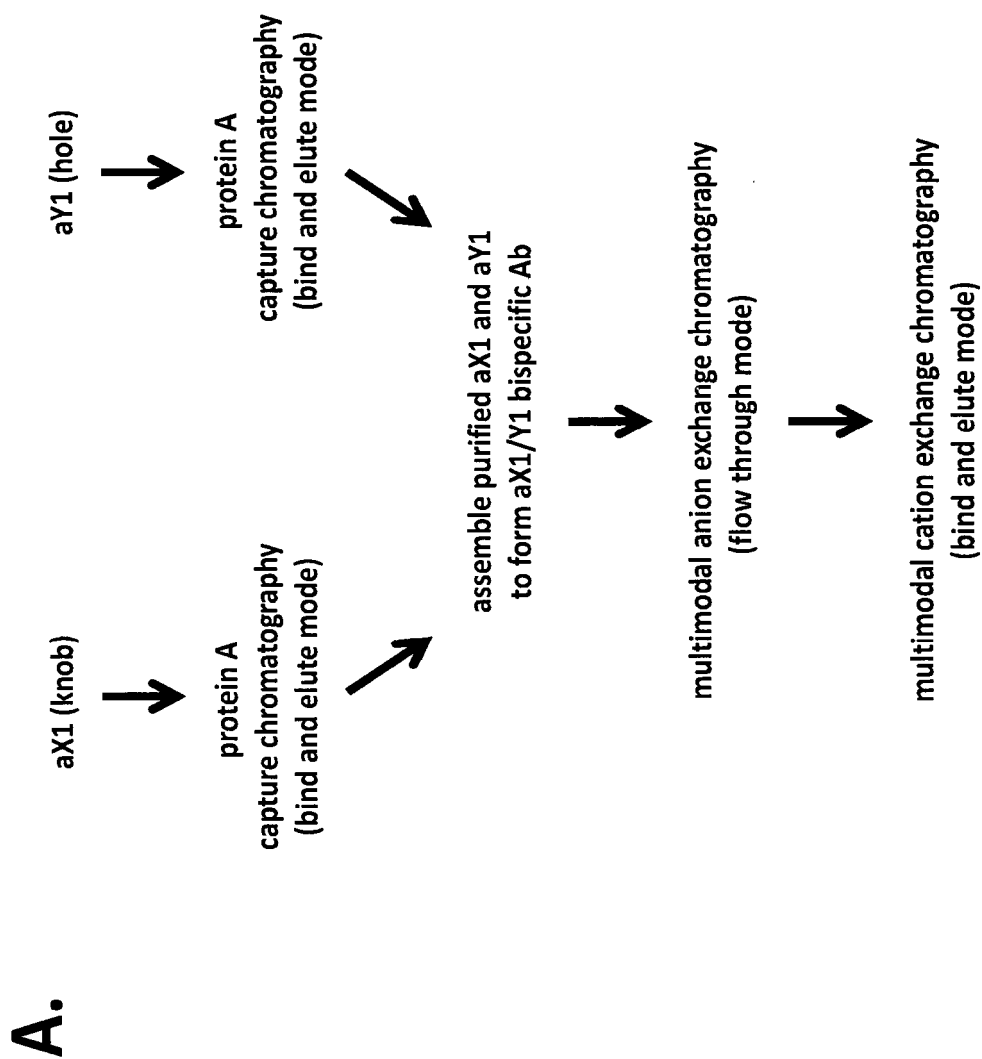 A.
aX1 (knob)
aY1 (hole)
protein A
capture chromatography
(bind and elute mode)
protein A
capture chromatography
(bind and elute mode)
assemble purified aX1 and aY1
to form aX1/Y1 bispecific Ab
multimodal anion exchange chromatography
(flow through mode)
multimodal cation exchange chromatography
(bind and elute mode)